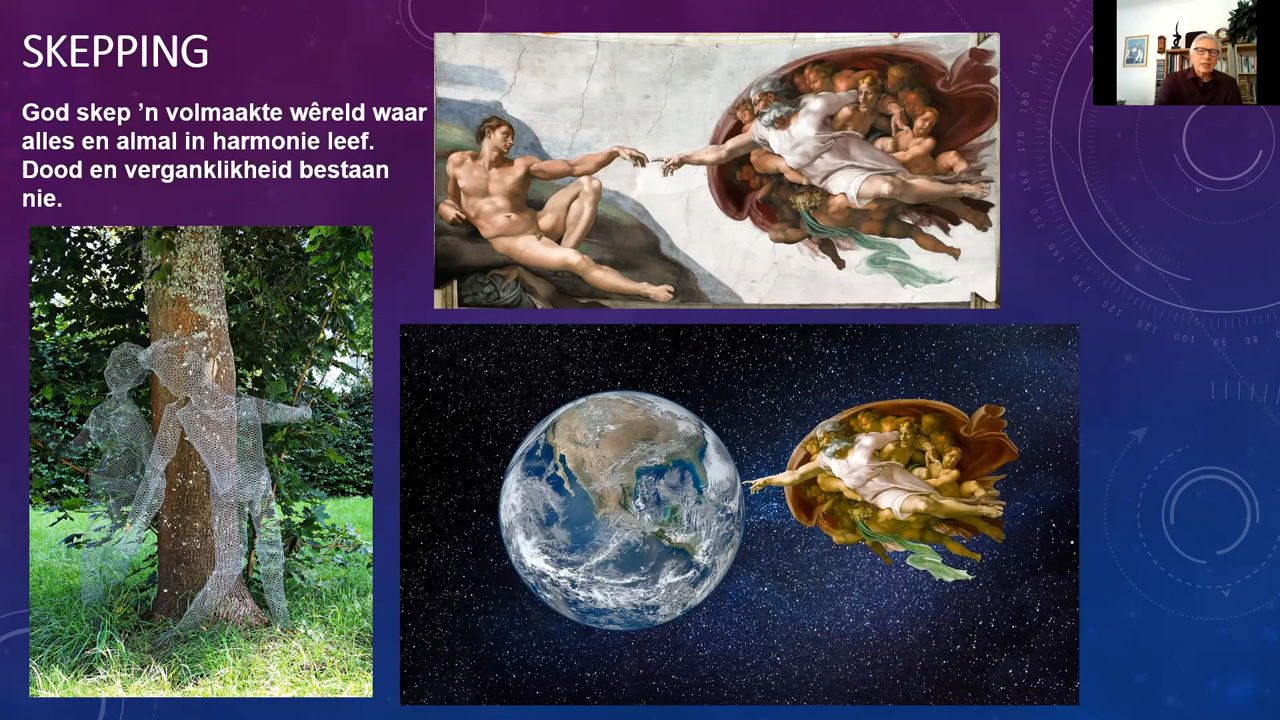 SKEPPING
God skep ’n volmaakte wêreld waar
alles en almal in harmonie leef.
Dood en verganklikheid bestaan
nie.